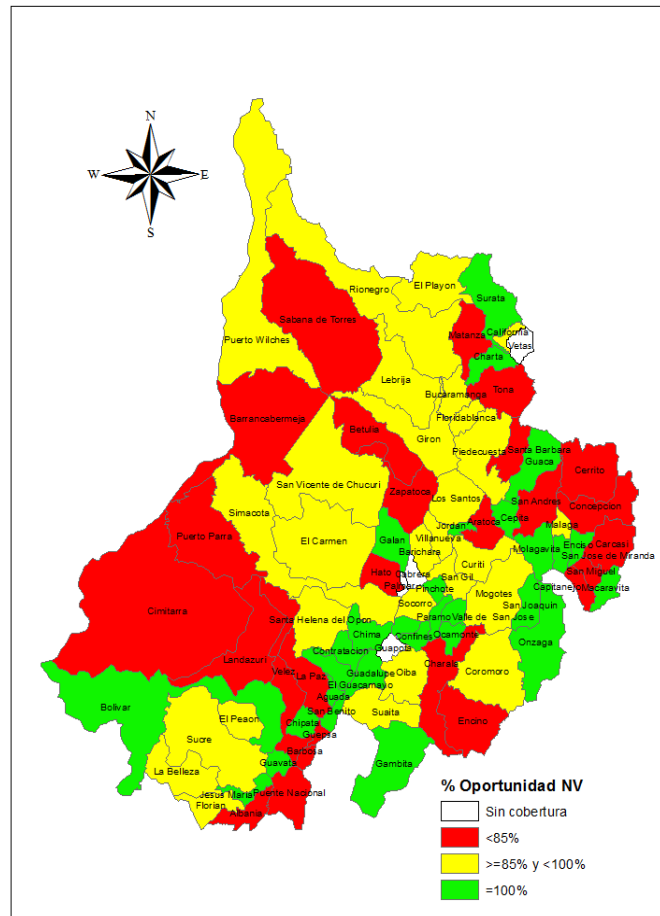 N
W
E
S
El Playon
Rionegro
Surata
Sabana de Torres
California
Matanza
Puerto Wilches
Vetas
Charta
Lebrija
Tona
Bucaramanga
Barrancabermeja
Floridablanca
Betulia
Giron
Piedecuesta
Santa Barbara
Guaca
Cerrito
San Vicente de Chucuri
Zapatoca
Los Santos
San Andres
Concepcion
Simacota
Cepita
Aratoca
Jordan
Malaga
Puerto Parra
El Carmen
Galan
Villanueva
Enciso
Carcasi
Barichara
Molagavita
San Jose de Miranda
Curiti
Hato
Cabrera
San Gil
San Miguel
Palmar
Pinchote
Capitanejo
Macaravita
Mogotes
Socorro
San Joaquin
Cimitarra
Santa Helena del Opon
Paramo
Valle de San Jose
Chima
Confines
Ocamonte
Onzaga
Contratacion
Guapota
Landazuri
Charala
Velez
Guadalupe
Oiba
Coromoro
La Paz
El Guacamayo
Aguada
Bolivar
San Benito
Suaita
El Peaon
Chipata
Encino
Guepsa
Sucre
Barbosa
Guavata
Gambita
La Belleza
Jesus Maria
Puente Nacional
Florian
Albania
% Oportunidad NV
Sin cobertura
<85%
>=85% y <100%
=100%